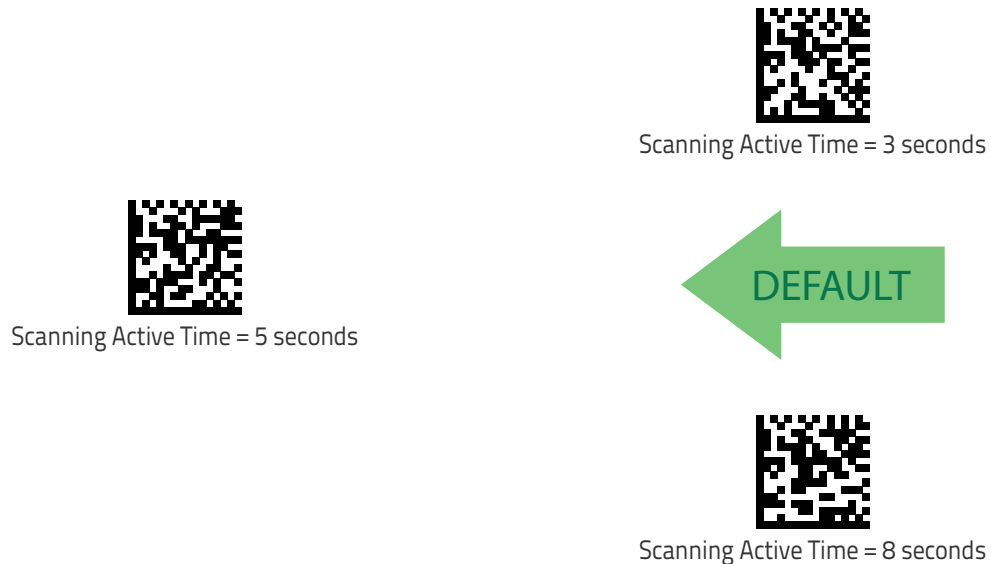 Scanning Active Time = 3 seconds
Scanning Active Time = 5 seconds
DEFAULT
Scanning Active Time = 8 seconds